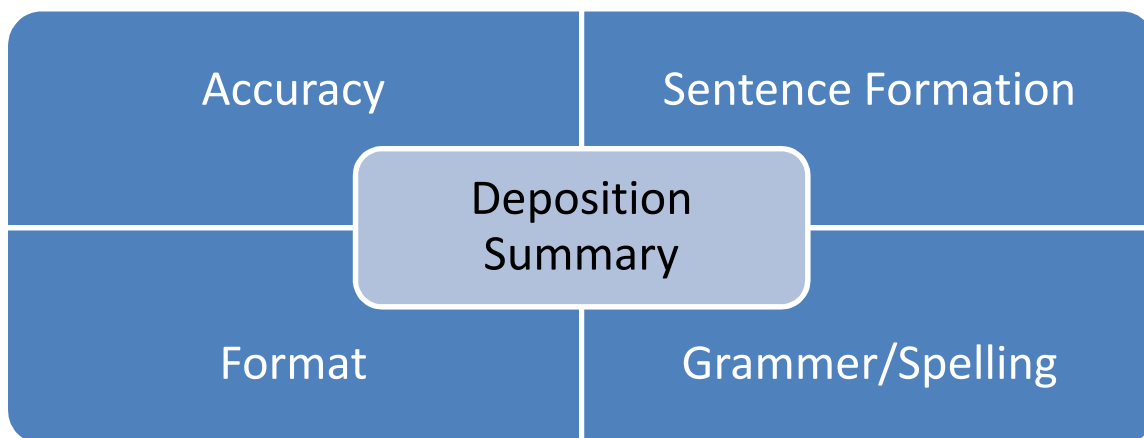 Accuracy
Sentence Formation
Deposition
Summary
Format
Grammer/Spelling